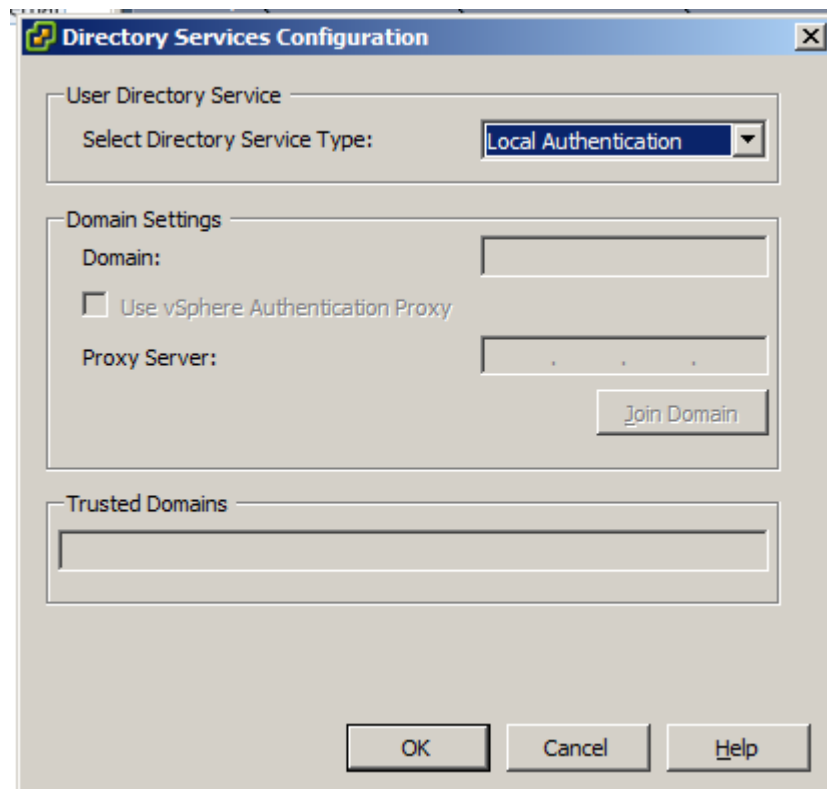 Directory Services Configuration
User Directory Service
Select Directory Service Type: Local Authentication
Domain Settings
Domain:
Use vSphere Authentication Proxy
Proxy Server: . . .
Join Domain
Trusted Domains
OK Cancel Help